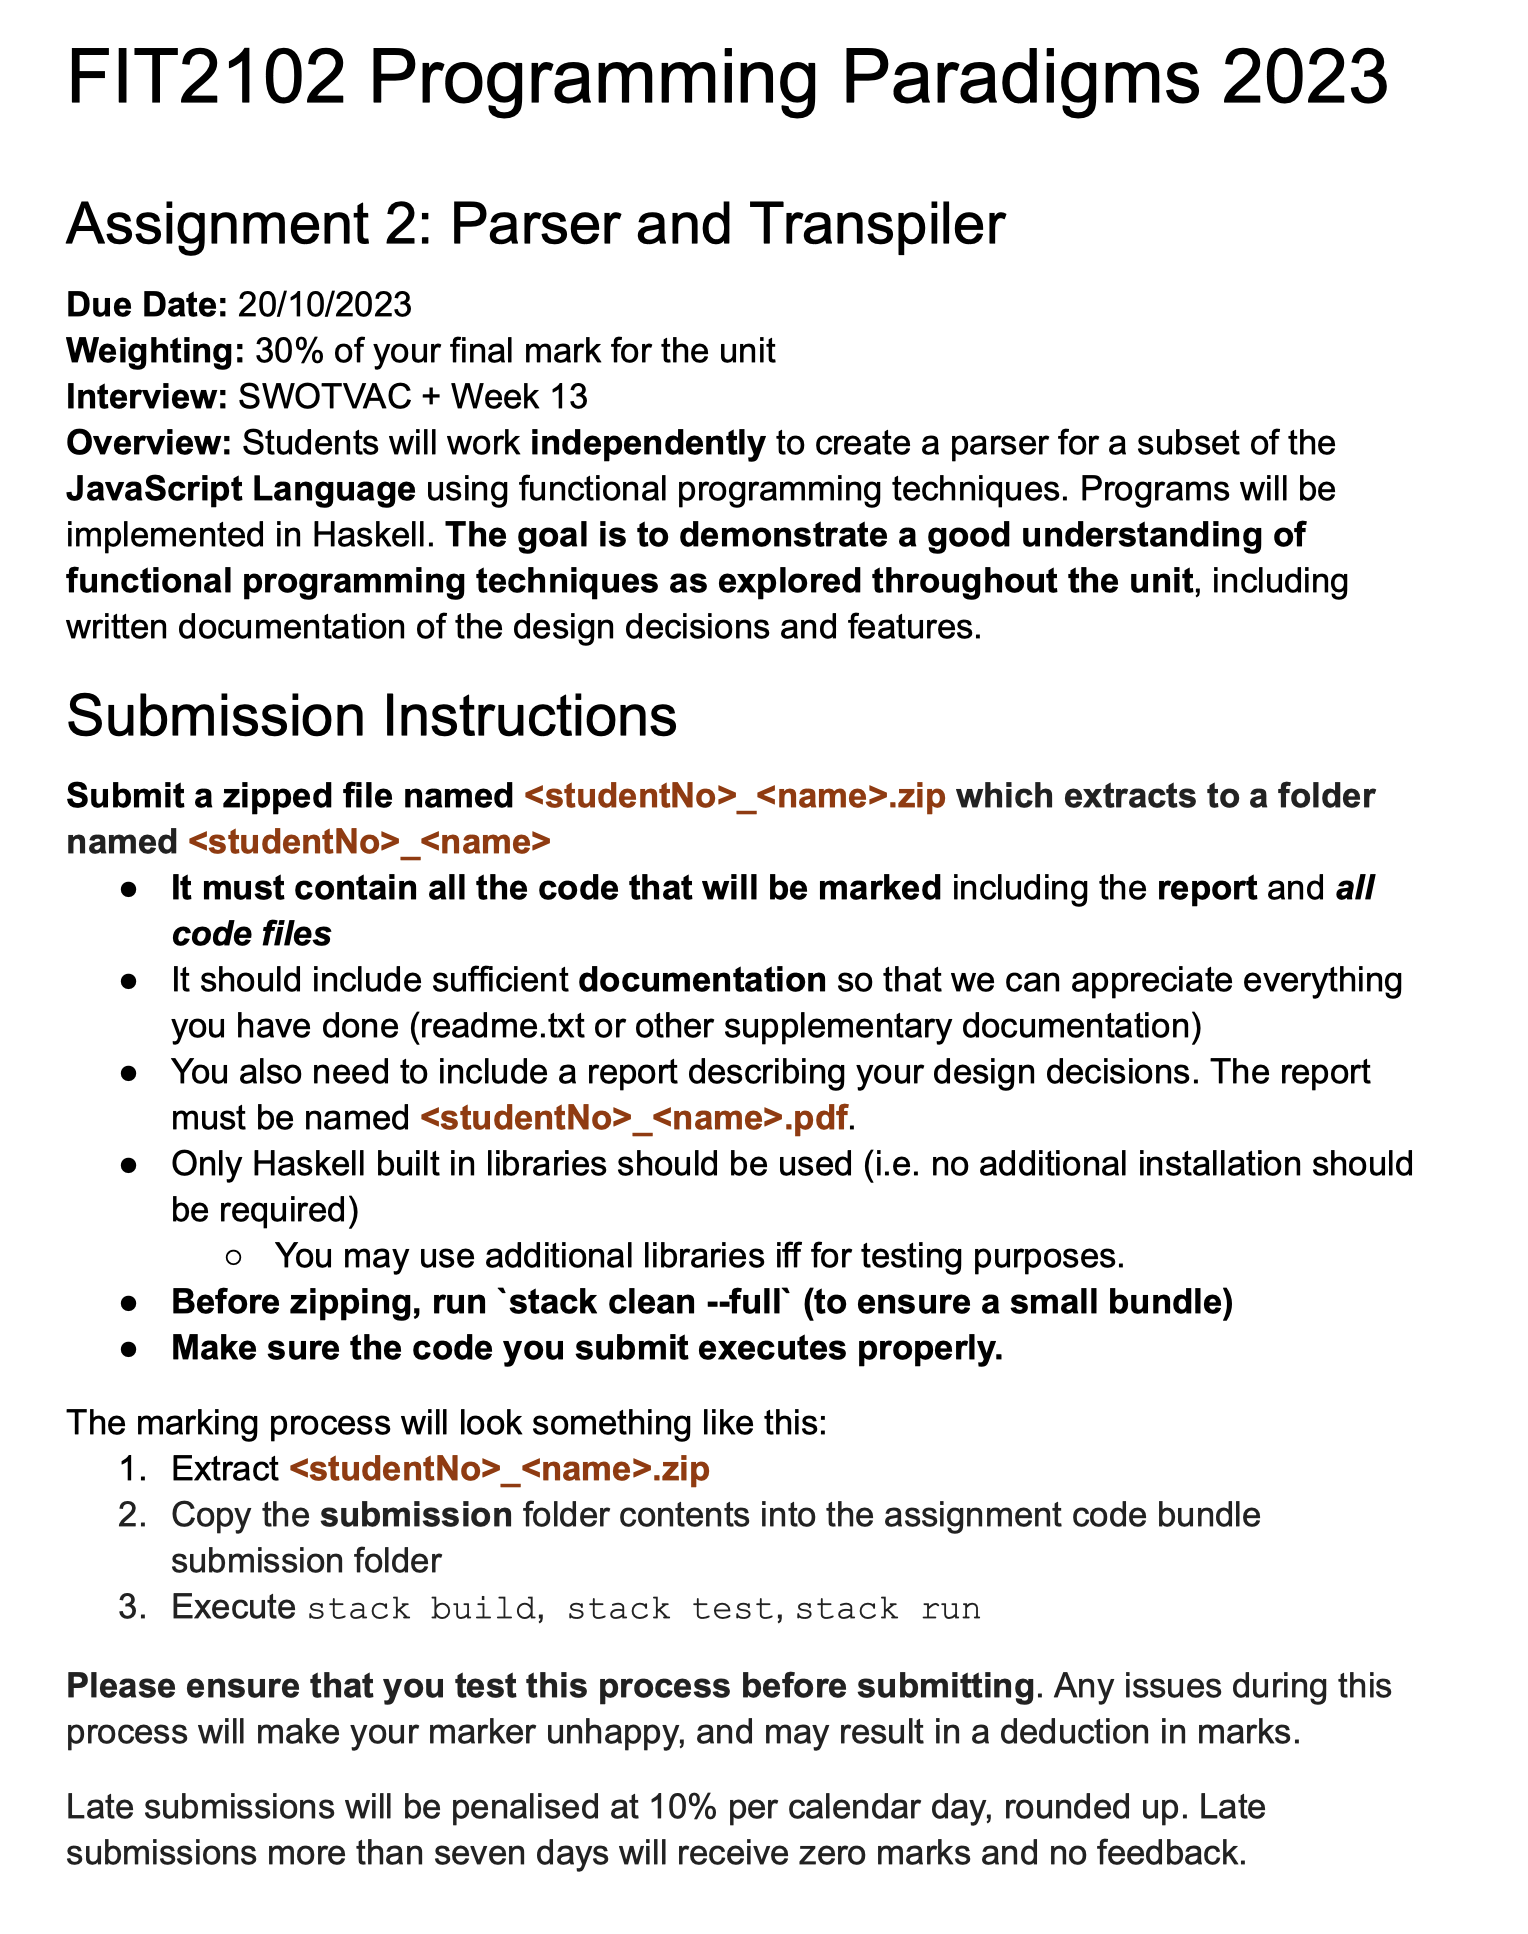 FIT2102 Programming Paradigms 2023
Assignment 2: Parser and Transpiler
Due Date: 20/10/2023
Weighting: 30% of your final mark for the unit
Interview: SWOTVAC + Week 13
Overview: Students will work independently to create a parser for a subset of the
JavaScript Language using functional programming techniques. Programs will be
implemented in Haskell. The goal is to demonstrate a good understanding of
functional programming techniques as explored throughout the unit, including
written documentation of the design decisions and features.
Submission Instructions
Submit a zipped file named <studentNo>_<name>.zip which extracts to a folder
named <studentNo>_<name>
● It must contain all the code that will be marked including the report and all
code files
● It should include sufficient documentation so that we can appreciate everything
you have done (readme.txt or other supplementary documentation)
● You also need to include a report describing your design decisions. The report
must be named <studentNo>_<name>.pdf.
● Only Haskell built in libraries should be used (i.e. no additional installation should
be required)
○ You may use additional libraries iff for testing purposes.
● Before zipping, run `stack clean --full` (to ensure a small bundle)
● Make sure the code you submit executes properly.
The marking process will look something like this:
1. Extract <studentNo>_<name>.zip
2. Copy the submission folder contents into the assignment code bundle
submission folder
3. Execute stack build, stack test, stack run
Please ensure that you test this process before submitting. Any issues during this
process will make your marker unhappy, and may result in a deduction in marks.
Late submissions will be penalised at 10% per calendar day, rounded up. Late
submissions more than seven days will receive zero marks and no feedback.